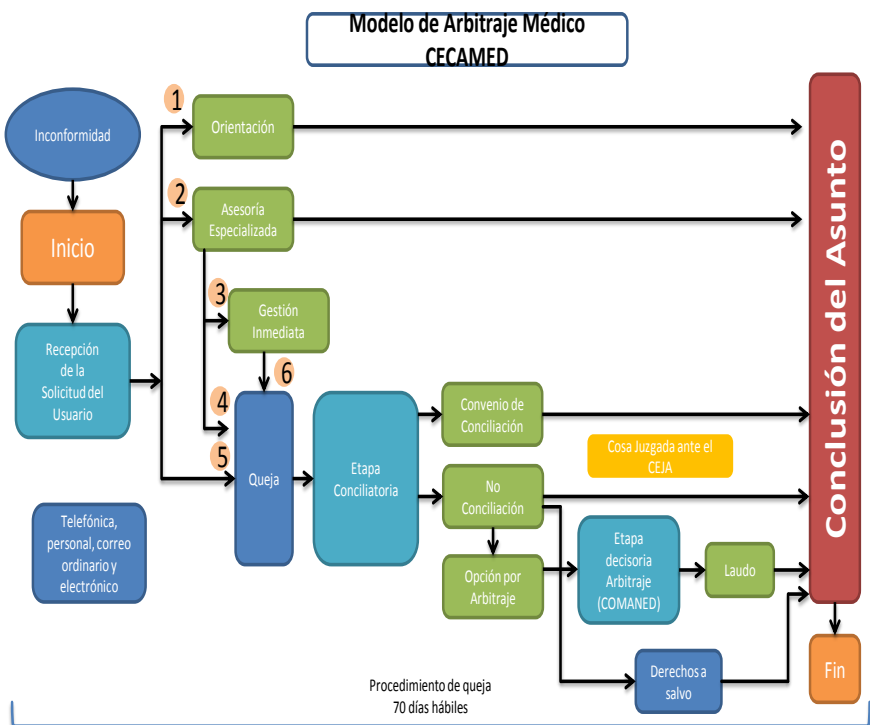 Modelo de Arbitraje Médico
CECAMED
Inconformidad
Inicio
Recepción
de la
Solicitud del
Usuario
Telefónica,
personal, correo
ordinario y
electrónico
1
Orientación
2
Asesoría
Especializada
3
Gestión
Inmediata
6
4
5
Queja
Etapa
Conciliatoria
Convenio de
Conciliación
Cosa Juzgada ante el
CEJA
No
Conciliación
Opción por
Arbitraje
Etapa
decisoria
Arbitraje
(COMANED)
Laudo
Derechos a
salvo
Conclusión del Asunto
Fin
Procedimiento de queja
70 días hábiles